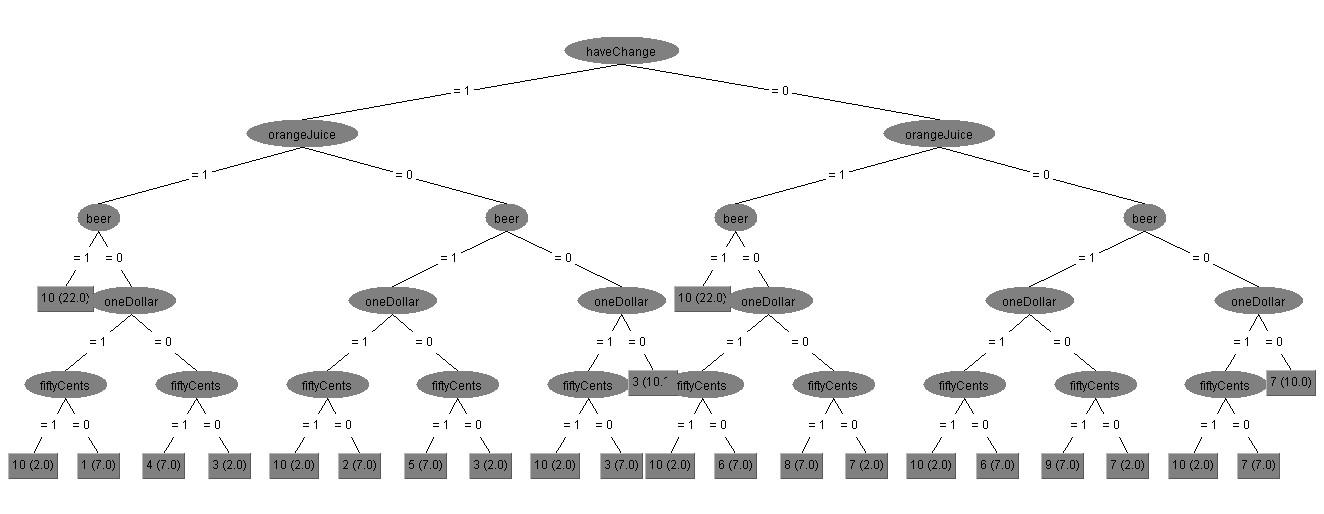 haveChange
= 1 = 0
orangeJuice orangeJuice
= 1 = 0 = 1 = 0
beer beer beer beer
= 1 = 0 = 1 = 0 = 1 = 0 = 1 = 0
10 (22.0) oneDollar oneDollar oneDollar 10 (22.0) oneDollar oneDollar oneDollar
= 1 = 0 = 1 = 0 = 1 = 0 = 1 = 0 = 1 = 0 = 1 = 0
fiftyCents fiftyCents fiftyCents fiftyCents fiftyCents 3 (10. fiftyCents fiftyCents fiftyCents fiftyCents fiftyCents 7 (10.0)
= 1 = 0 = 1 = 0 = 1 = 0 = 1 = 0 = 1 = 0 = 1 = 0 = 1 = 0 = 1 = 0 = 1 = 0 = 1 = 0
10 (2.0) 1 (7.0) 4 (7.0) 3 (2.0) 10 (2.0) 2 (7.0) 5 (7.0) 3 (2.0) 10 (2.0) 3 (7.0) 10 (2.0) 6 (7.0) 8 (7.0) 7 (2.0) 10 (2.0) 6 (7.0) 9 (7.0) 7 (2.0) 10 (2.0) 7 (7.0)